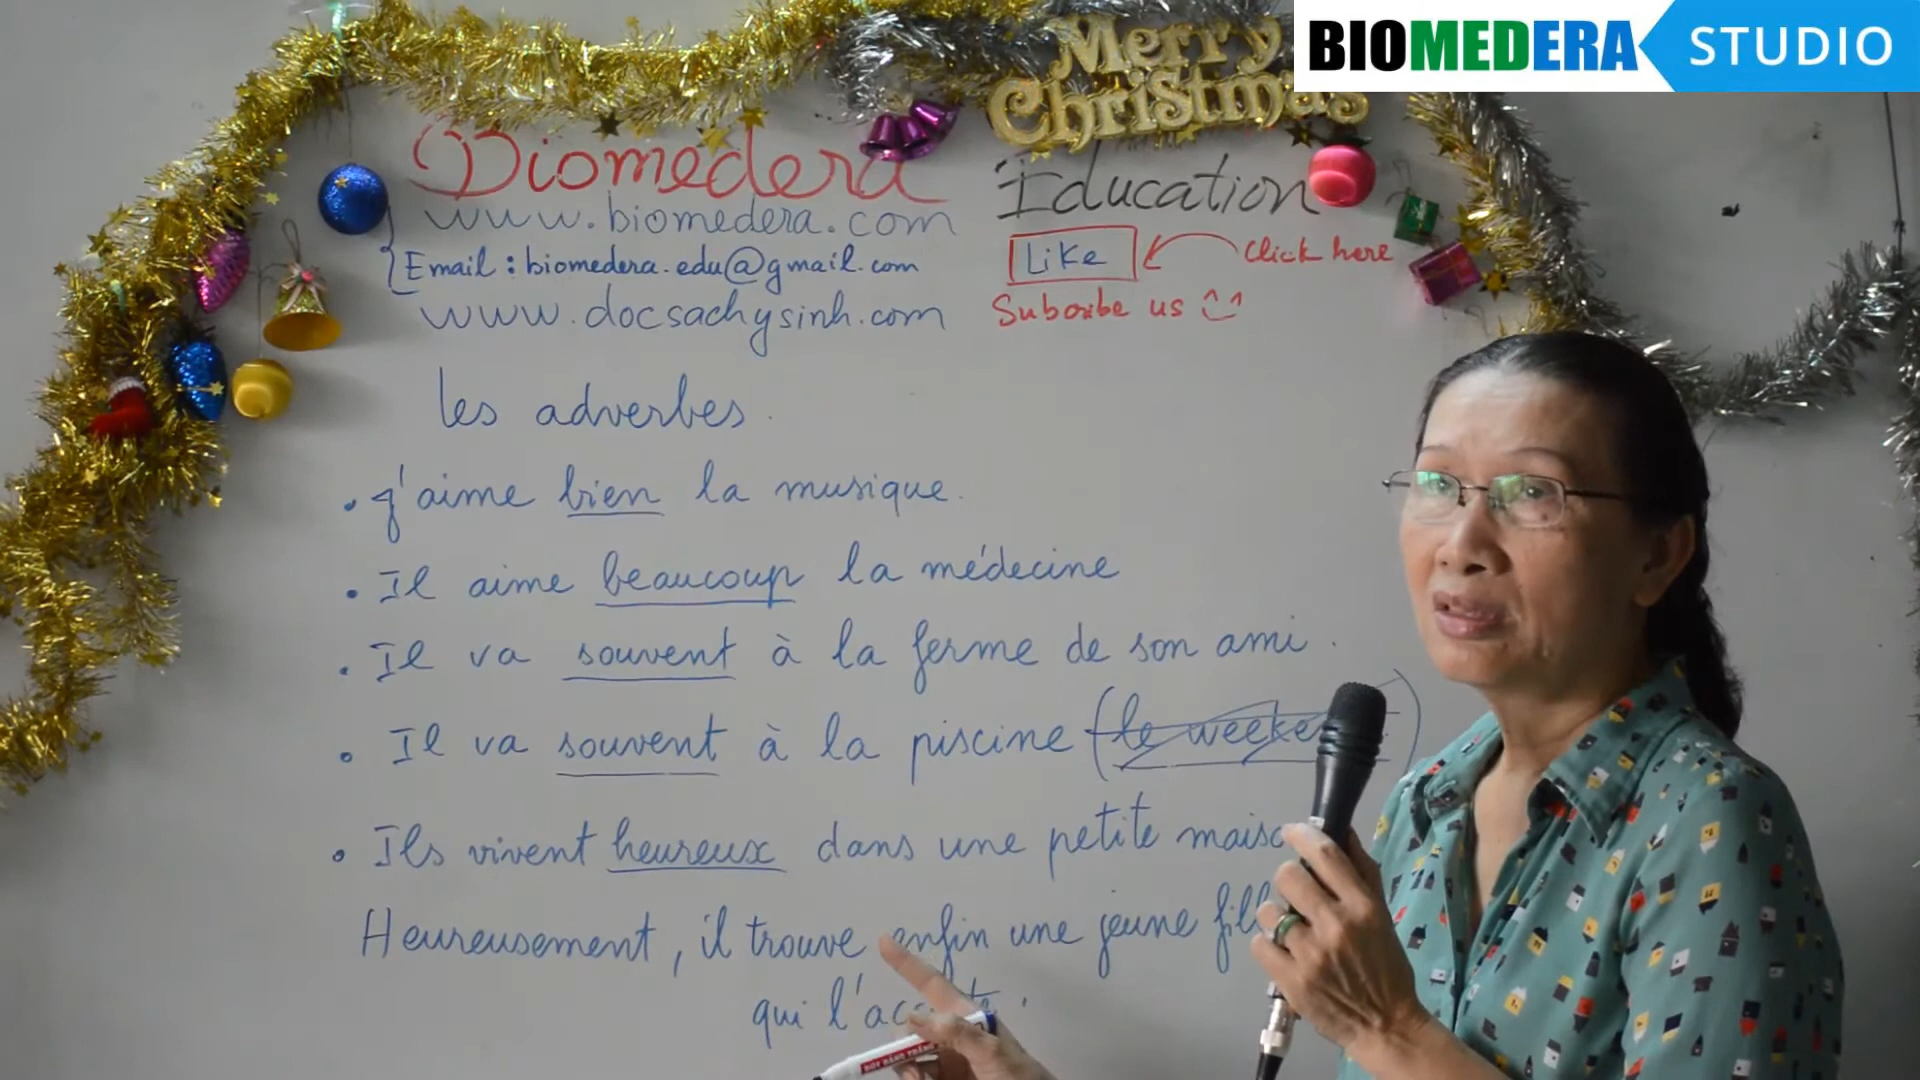 BIOMEDERA STUDIO
Merry
Christmas
Biomedera Education
www.biomedera.com
Email : biomedera.edu@gmail.com
Like Click here
www.docsachysinh.com
Subcribe us
les adverbes.
. J'aime bien la musique.
. Il aime beaucoup la médecine
. Il va souvent à la ferme de son ami.
. Il va souvent à la piscine (le
. Ils vivent heureux dans une petite
Heureusement, il trouve enfin une jeune
qui